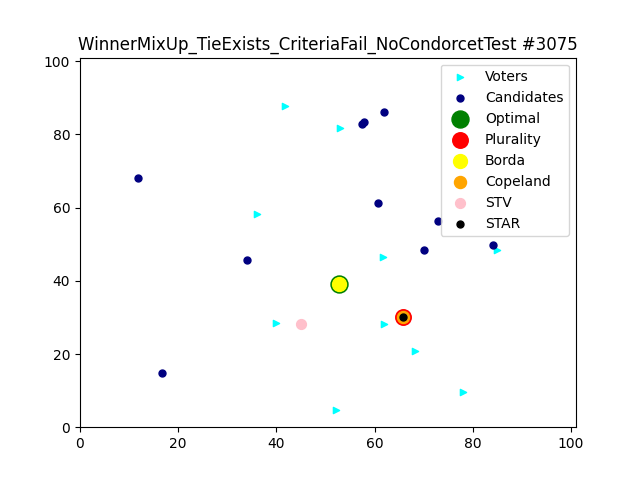 WinnerMixUp_TieExists_CriteriaFail_NoCondorcetTest #3075
100
80
60
40
20
0
0
20
40
60
80
100
Voters
Candidates
Optimal
Plurality
Borda
Copeland
STV
STAR